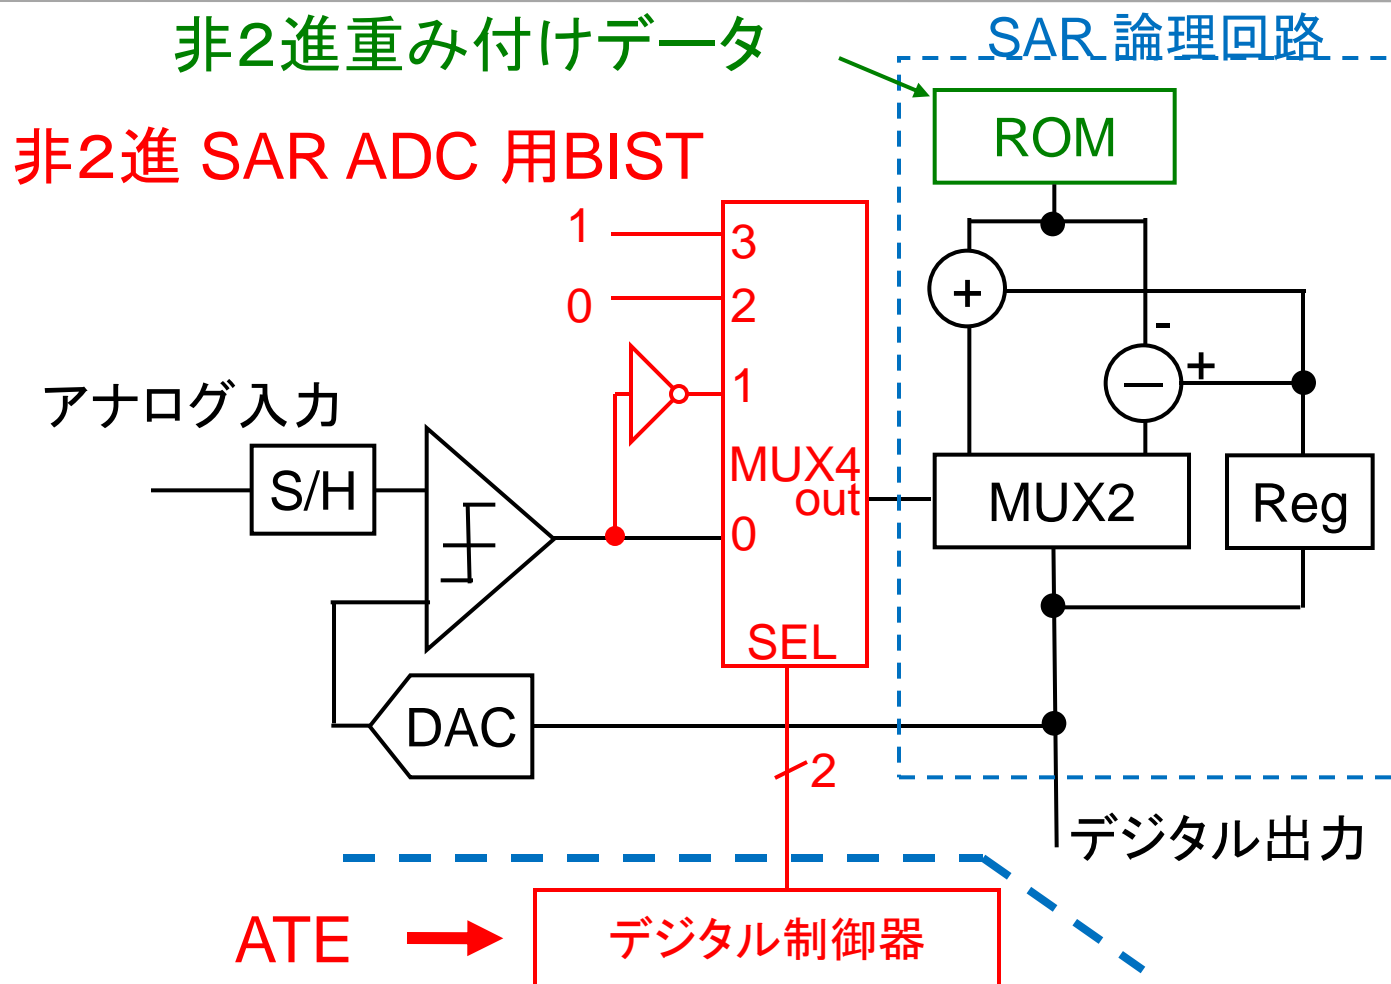 非２進重み付けデータ
SAR 論理回路
ROM
非２進 SAR ADC 用BIST
1
3
0
2
+
-
+
−
1
アナログ入力
S/H
MUX4
out
MUX2
Reg
0
SEL
DAC
2
デジタル出力
ATE
デジタル制御器